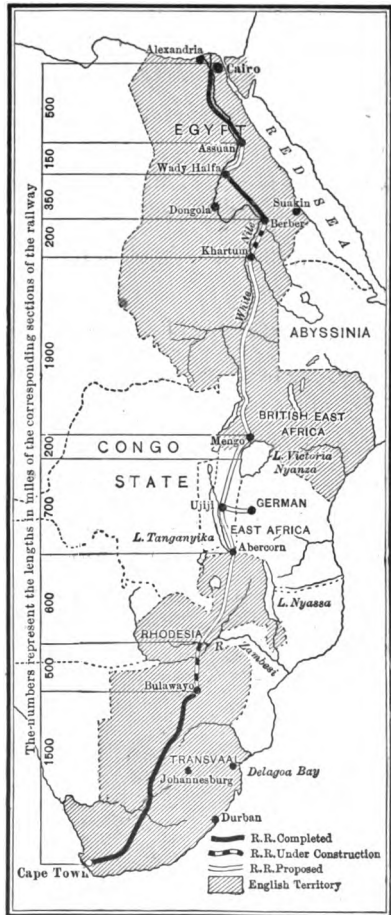 Alexandria
Cairo
500
EGYPT
Assuan
RED SEA
150
Wady Halfa
350
Dongola
Suakin
Berber
200
Nile
Khartum
White
1900
ABYSSINIA
BRITISH EAST
AFRICA
200
Mengo
CONGO
L. Victoria
Nyanza
STATE
700
Ujiji
GERMAN
EAST AFRICA
L. Tanganyika
Abercorn
600
L. Nyassa
RHODESIA
R.
Zambesi
500
Bulawayo
1500
TRANSVAAL
Johannesburg
Delagoa Bay
Durban
Cape Town
The numbers represent the lengths in miles of the corresponding sections of the railway
R.R. Completed
R.R. Under Construction
R.R. Proposed
English Territory